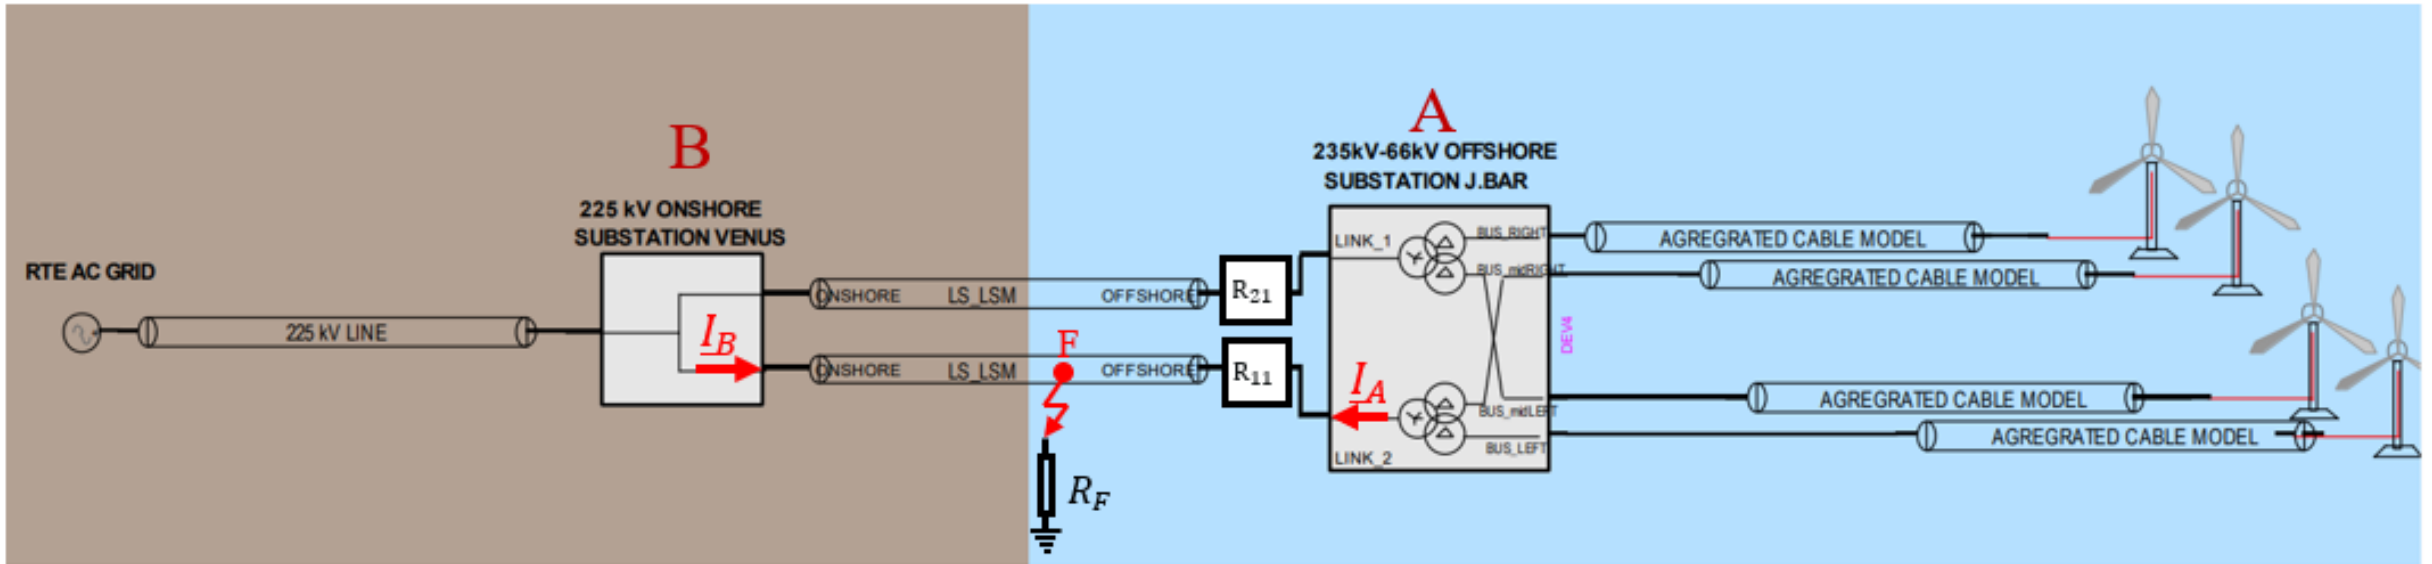 A
B
235kV-66kV OFFSHORE
SUBSTATION J.BAR
225 kV ONSHORE
SUBSTATION VENUS
RTE AC GRID
225 kV LINE
I_B
ONSHORE LS_LSM OFFSHORE
R21
ONSHORE LS_LSM OFFSHORE
R11
F
R_F
I_A
LINK_1
LINK_2
BUS_RIGHT
BUS_midRIGHT
BUS_midLEFT
BUS_LEFT
DEV4
AGREGRATED CABLE MODEL
AGREGRATED CABLE MODEL
AGREGRATED CABLE MODEL
AGREGRATED CABLE MODEL